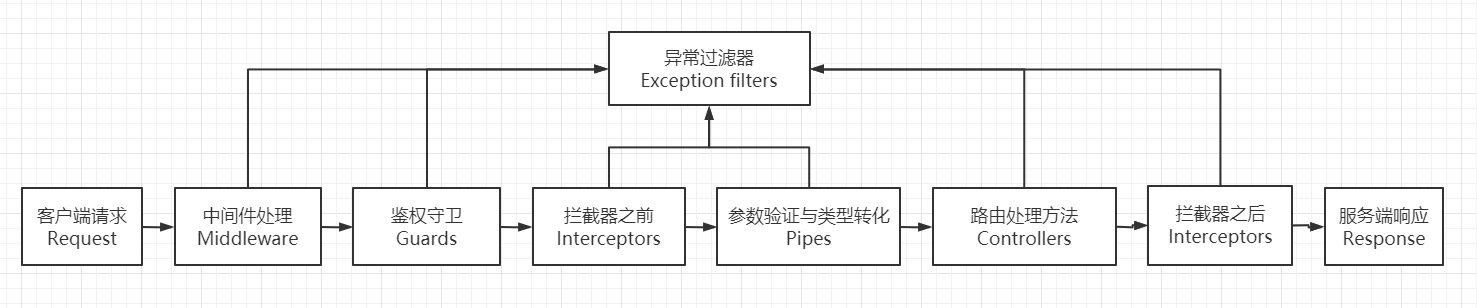 异常过滤器
Exception filters
客户端请求
Request
中间件处理
Middleware
鉴权守卫
Guards
拦截器之前
Interceptors
参数验证与类型转化
Pipes
路由处理方法
Controllers
拦截器之后
Interceptors
服务端响应
Response